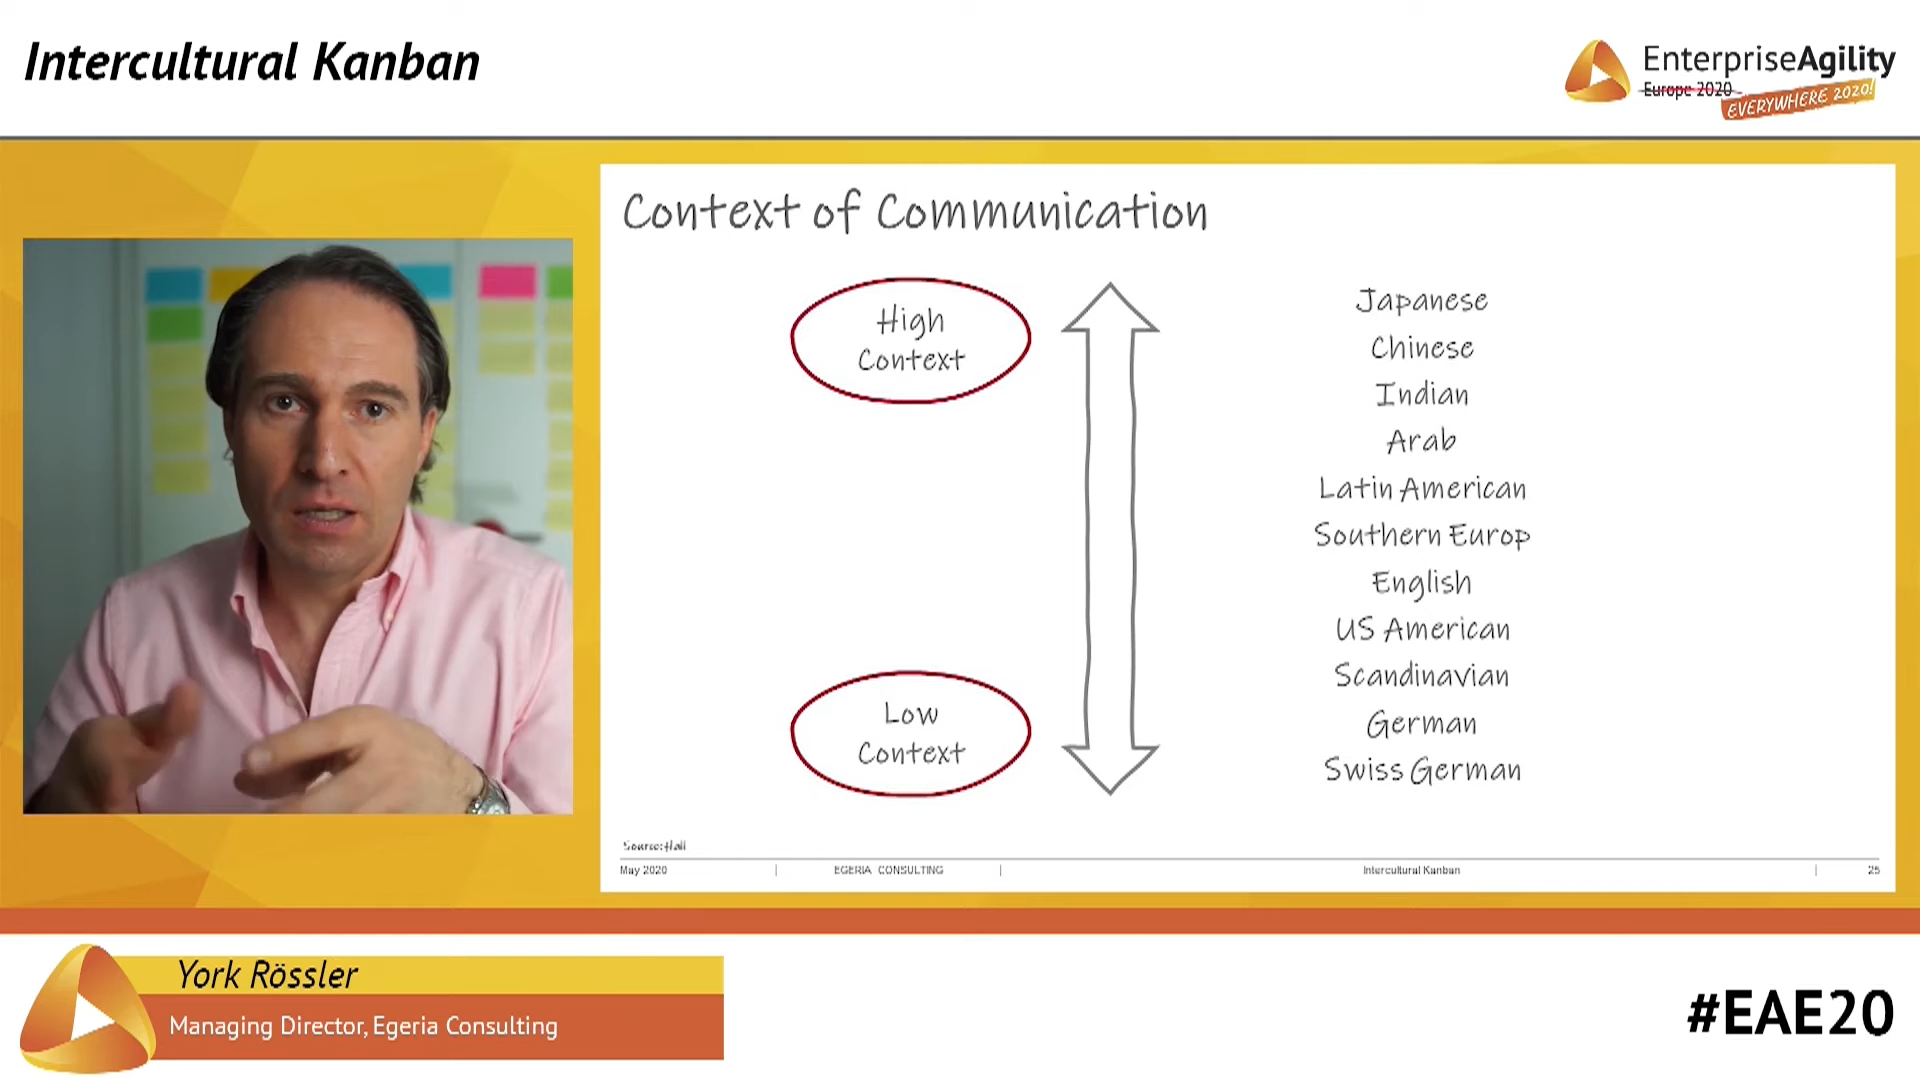 Intercultural Kanban
EnterpriseAgility
Europe 2020
EVERYWHERE 2020!
Context of Communication
High
Context
Low
Context
Japanese
Chinese
Indian
Arab
Latin American
Southern Europ
English
US American
Scandinavian
German
Swiss German
Source: Hall
May 2020 | EGERIA CONSULTING | Intercultural Kanban | 25
York Rössler
Managing Director, Egeria Consulting
#EAE20